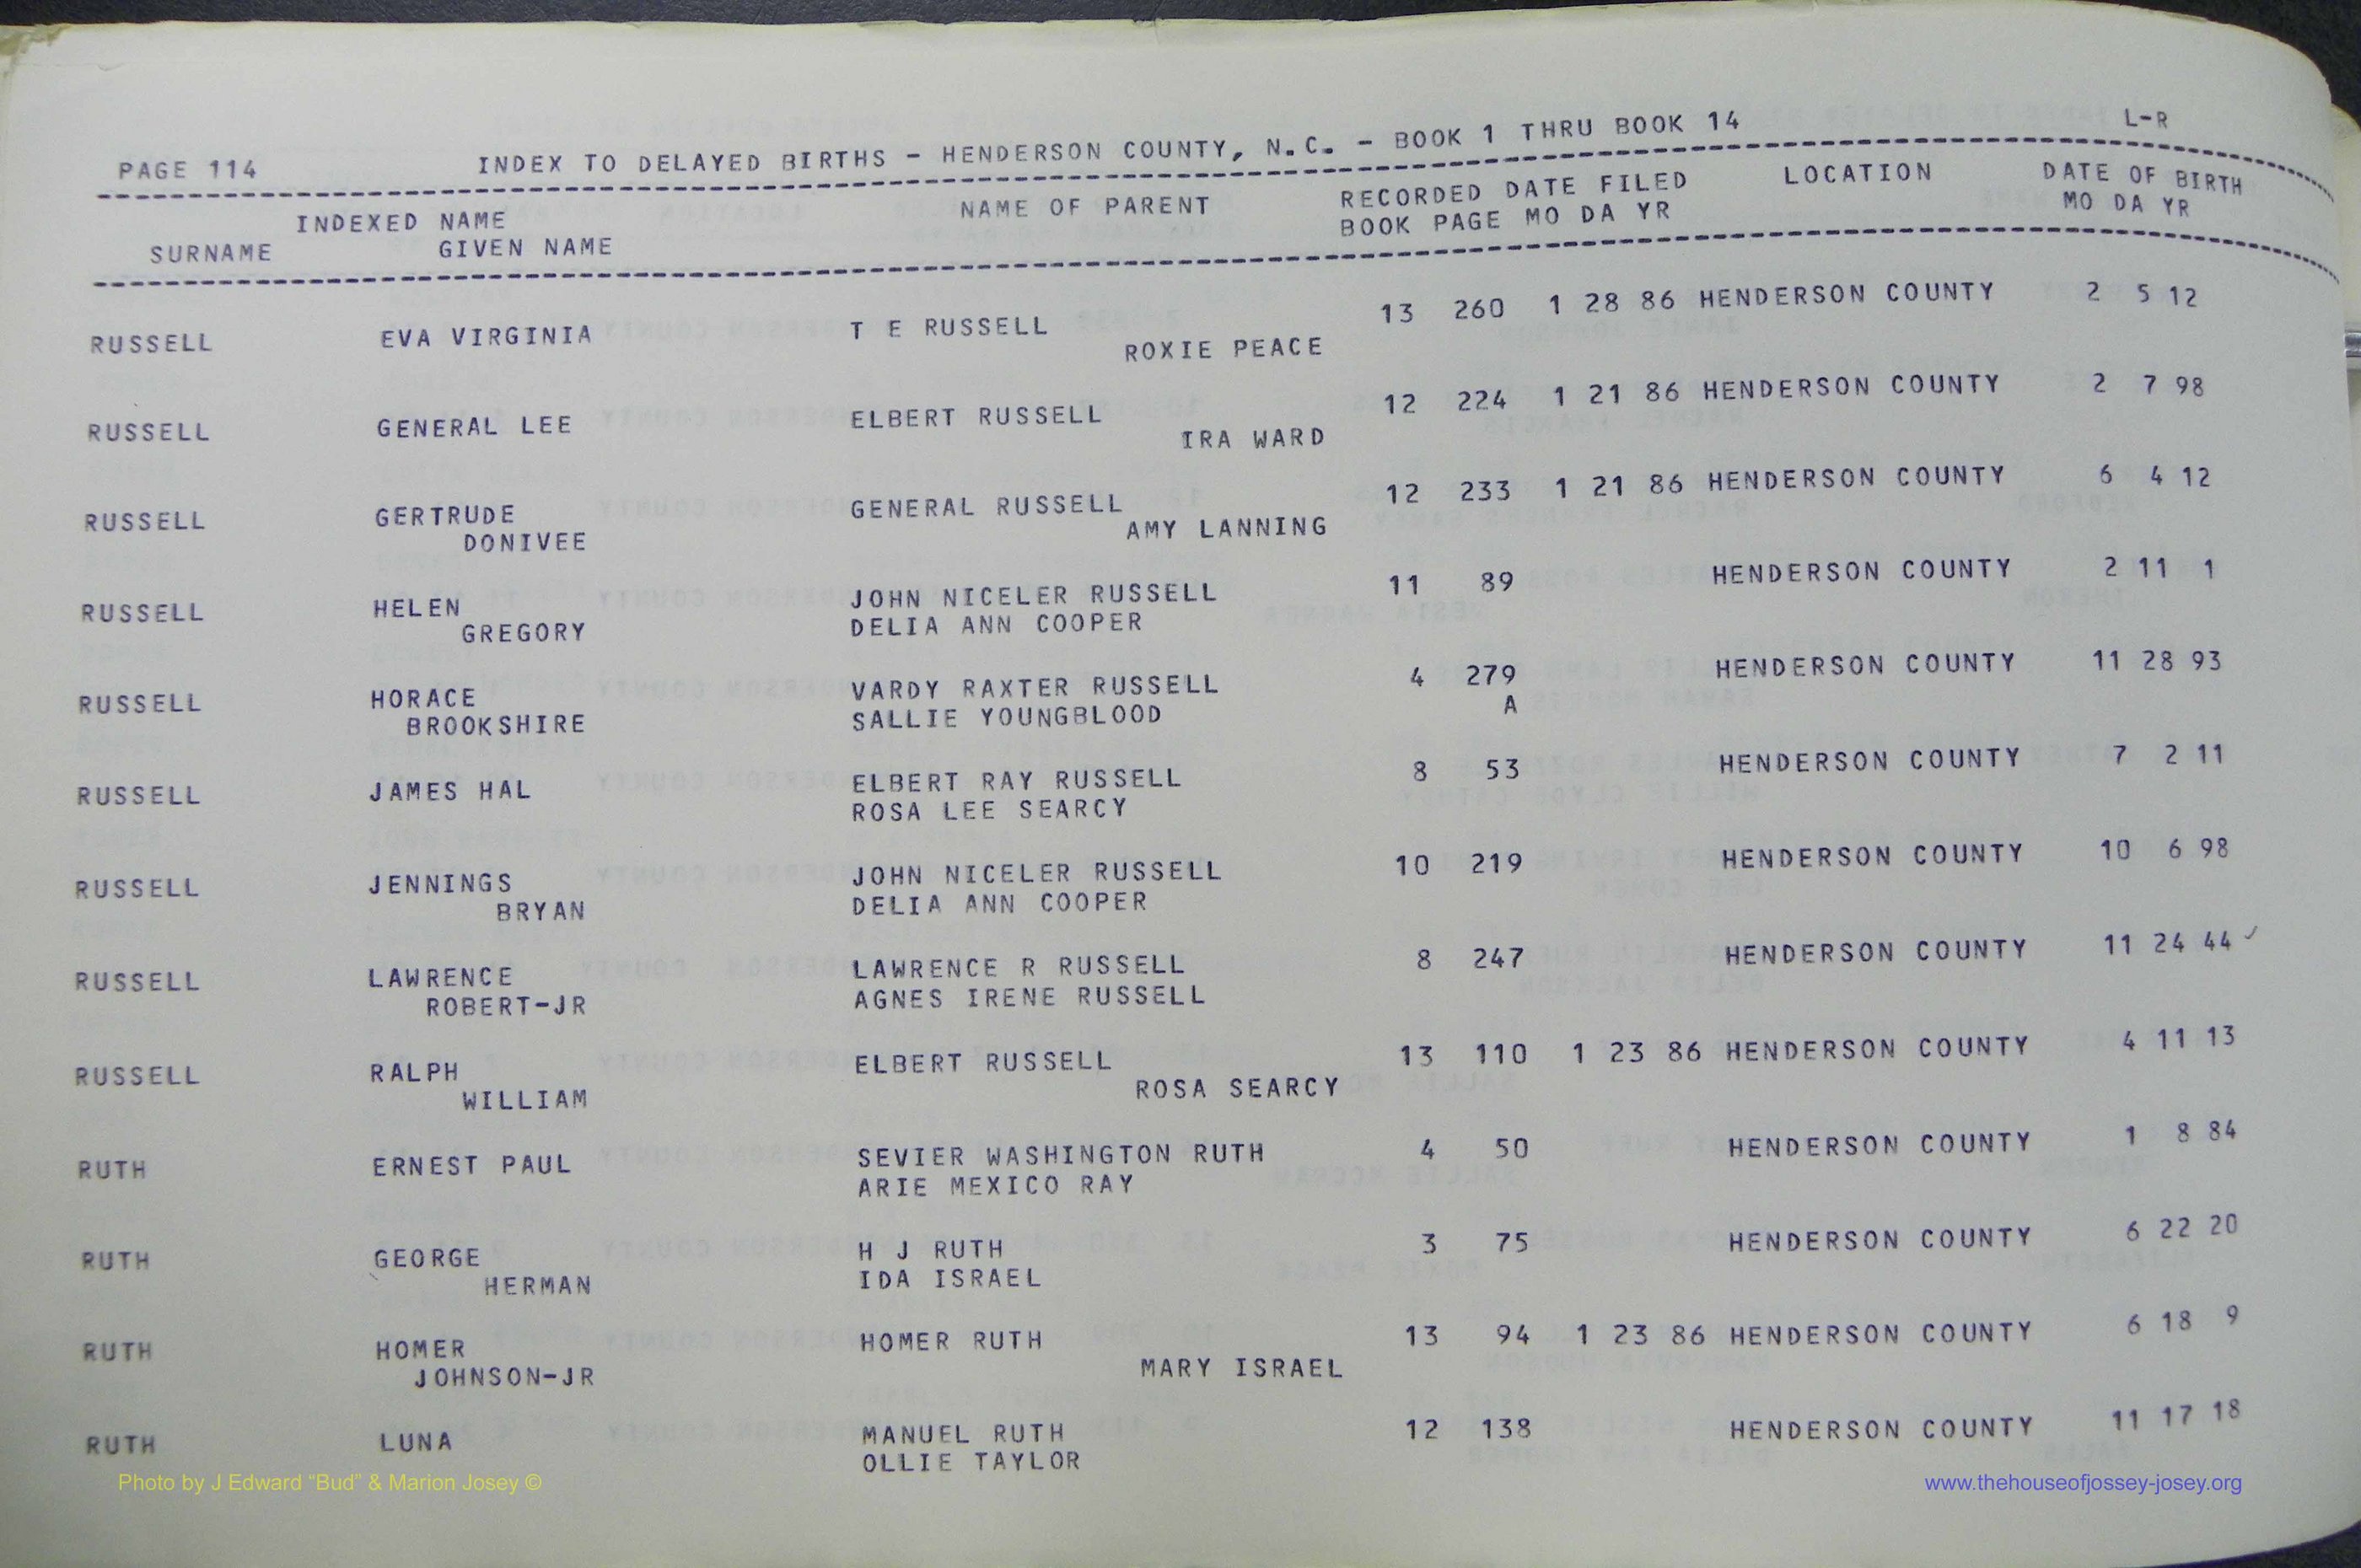 L-R
PAGE 114 INDEX TO DELAYED BIRTHS - HENDERSON COUNTY, N.C. - BOOK 1 THRU BOOK 14
INDEXED NAME NAME OF PARENT RECORDED DATE FILED LOCATION DATE OF BIRTH
SURNAME GIVEN NAME BOOK PAGE MO DA YR MO DA YR
RUSSELL EVA VIRGINIA T E RUSSELL 13 260 1 28 86 HENDERSON COUNTY 2 5 12
ROXIE PEACE
RUSSELL GENERAL LEE ELBERT RUSSELL 12 224 1 21 86 HENDERSON COUNTY 2 7 98
IRA WARD
RUSSELL GERTRUDE GENERAL RUSSELL 12 233 1 21 86 HENDERSON COUNTY 6 4 12
DONIVEE AMY LANNING
RUSSELL HELEN JOHN NICELER RUSSELL 11 89 HENDERSON COUNTY 2 11 1
GREGORY DELIA ANN COOPER
RUSSELL HORACE VARDY RAXTER RUSSELL 4 279 HENDERSON COUNTY 11 28 93
BROOKSHIRE SALLIE YOUNGBLOOD A
RUSSELL JAMES HAL ELBERT RAY RUSSELL 8 53 HENDERSON COUNTY 7 2 11
ROSA LEE SEARCY
RUSSELL JENNINGS JOHN NICELER RUSSELL 10 219 HENDERSON COUNTY 10 6 98
BRYAN DELIA ANN COOPER
RUSSELL LAWRENCE LAWRENCE R RUSSELL 8 247 HENDERSON COUNTY 11 24 44 ✓
ROBERT-JR AGNES IRENE RUSSELL
RUSSELL RALPH ELBERT RUSSELL 13 110 1 23 86 HENDERSON COUNTY 4 11 13
WILLIAM ROSA SEARCY
RUTH ERNEST PAUL SEVIER WASHINGTON RUTH 4 50 HENDERSON COUNTY 1 8 84
ARIE MEXICO RAY
RUTH GEORGE H J RUTH 3 75 HENDERSON COUNTY 6 22 20
HERMAN IDA ISRAEL
RUTH HOMER HOMER RUTH 13 94 1 23 86 HENDERSON COUNTY 6 18 9
JOHNSON-JR MARY ISRAEL
RUTH LUNA MANUEL RUTH 12 138 HENDERSON COUNTY 11 17 18
OLLIE TAYLOR
Photo by J Edward “Bud” & Marion Josey © www.thehouseofjossey-josey.org